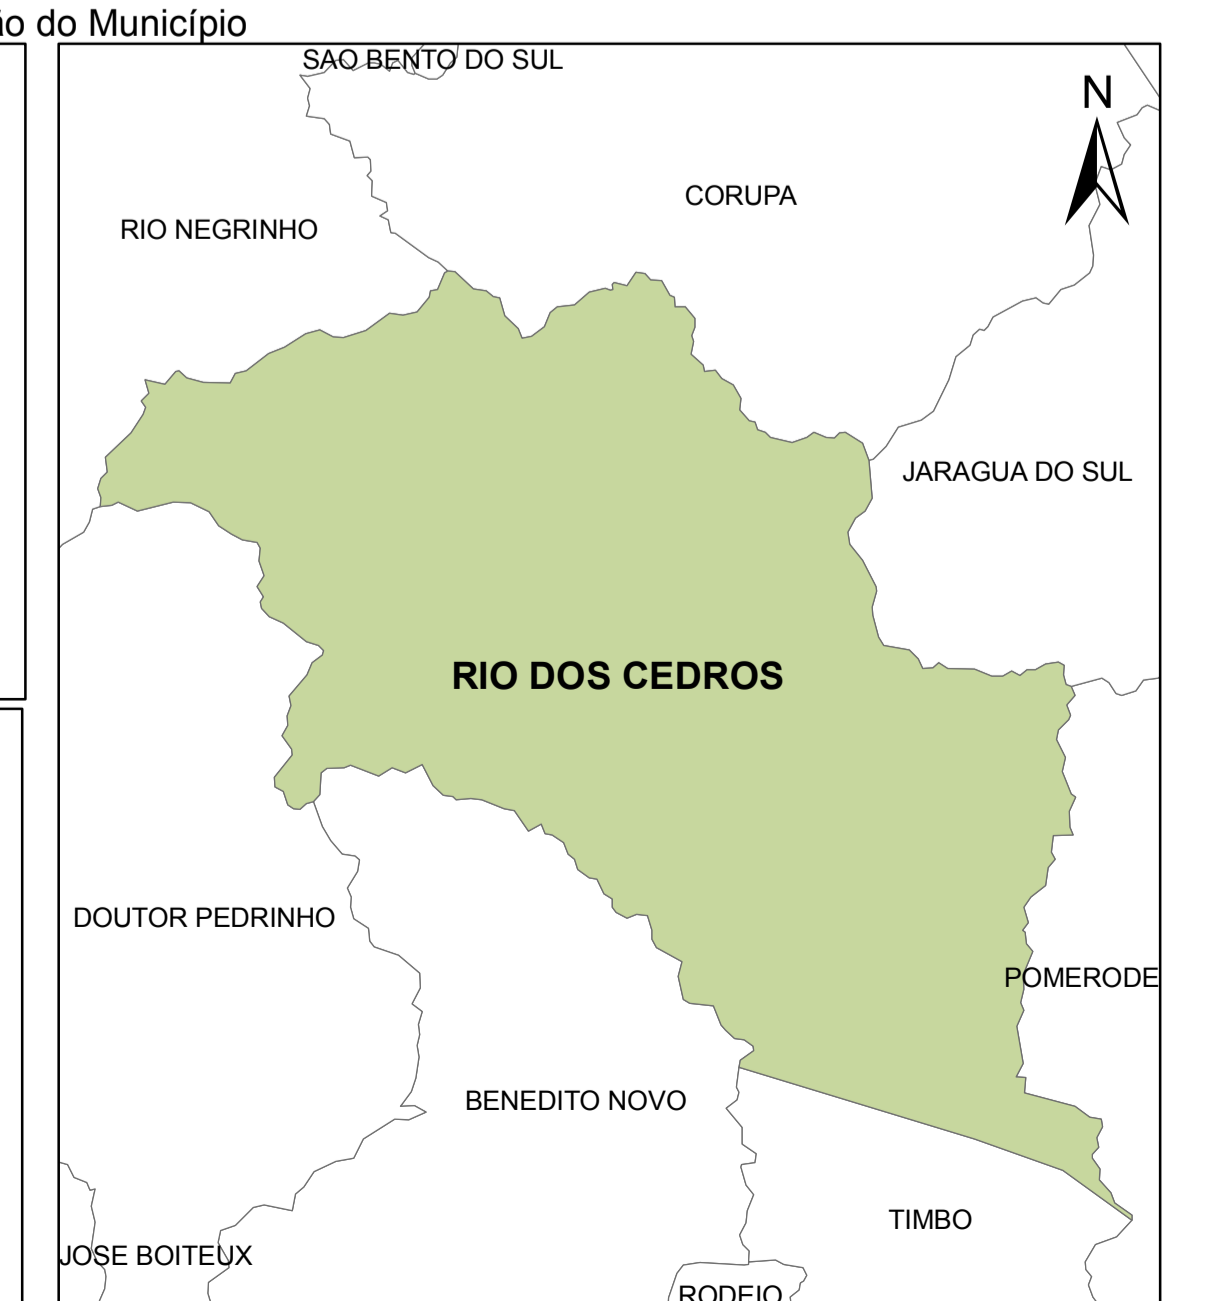 do Município
SAO BENTO DO SUL
N
CORUPA
RIO NEGRINHO
JARAGUA DO SUL
RIO DOS CEDROS
DOUTOR PEDRINHO
POMERODE
BENEDITO NOVO
TIMBO
JOSE BOITEUX
RODEIO